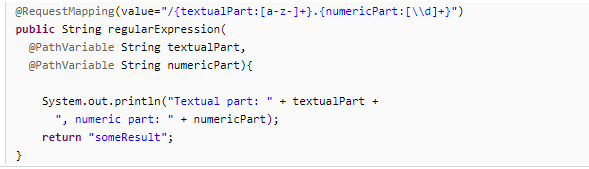 @RequestMapping(value="/{textualPart:[a-z-]+}.{numericPart:[\\d]+}")
public String regularExpression(
@PathVariable String textualPart,
@PathVariable String numericPart){
System.out.println("Textual part: " + textualPart +
", numeric part: " + numericPart);
return "someResult";
}